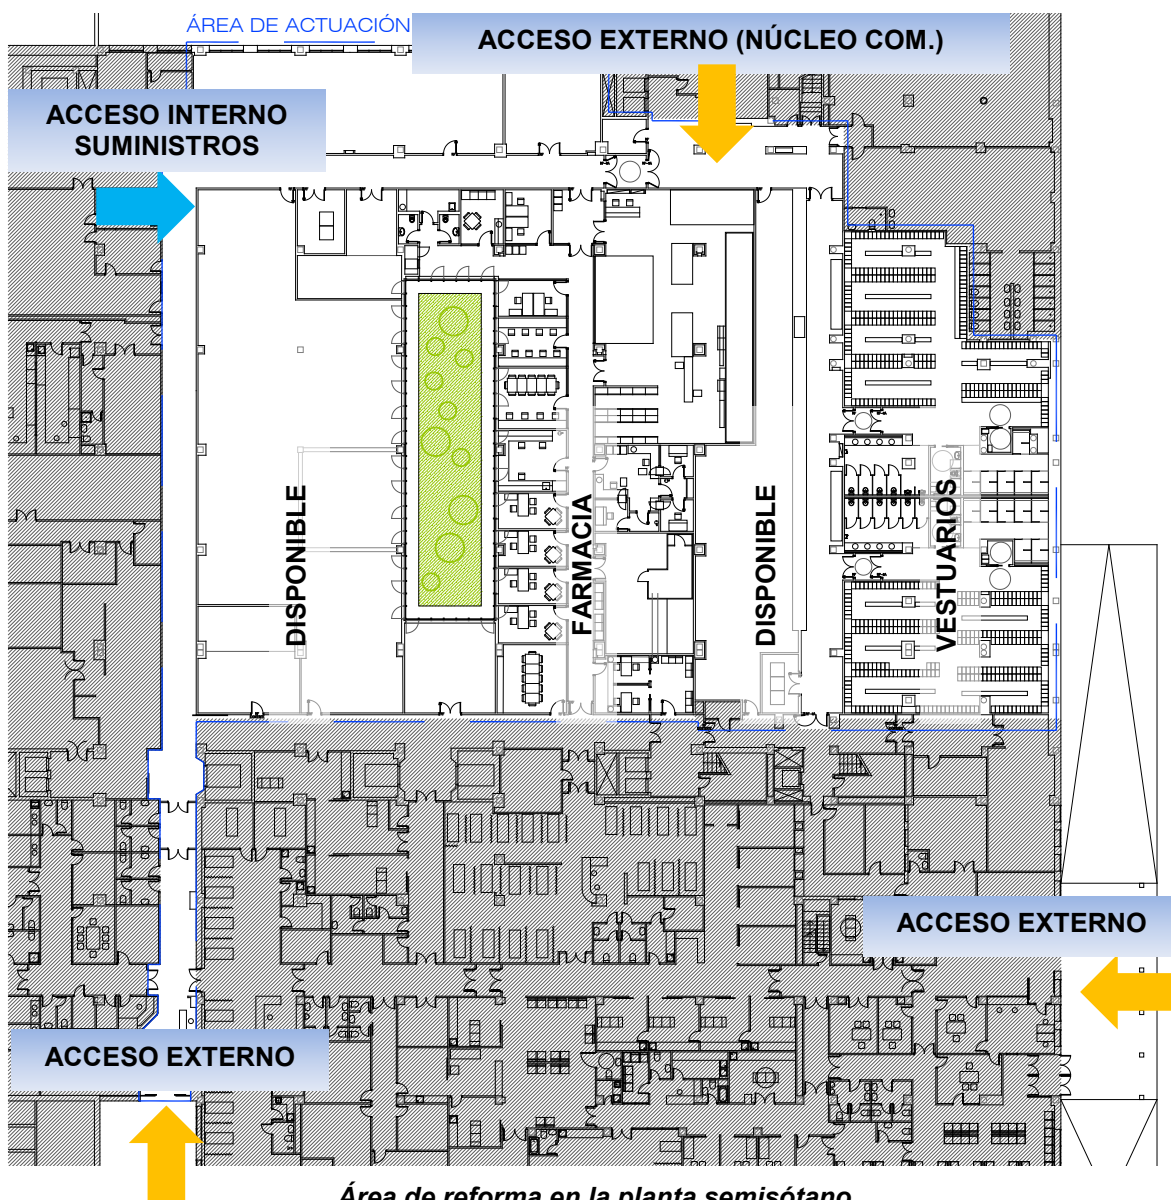 ÁREA DE ACTUACIÓN
ACCESO EXTERNO (NÚCLEO COM.)
ACCESO INTERNO
SUMINISTROS
DISPONIBLE
FARMACIA
DISPONIBLE
VESTUARIOS
ACCESO EXTERNO
ACCESO EXTERNO
Área de reforma en la planta semisótano